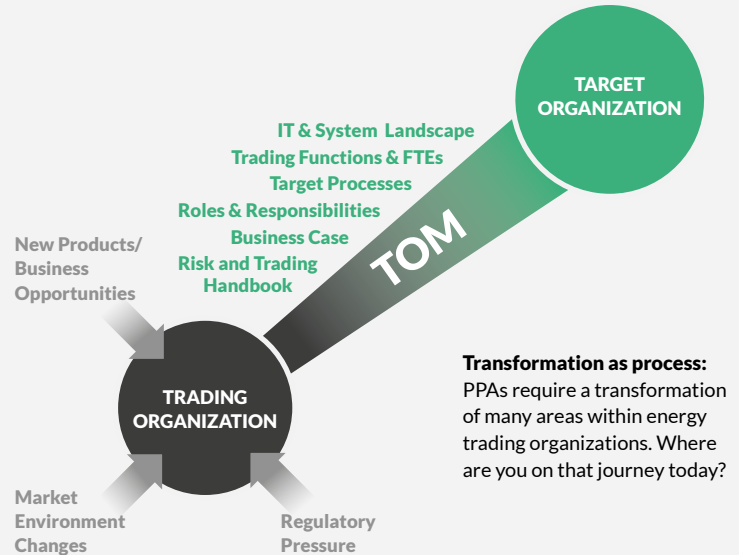 TARGET
ORGANIZATION
IT & System Landscape
Trading Functions & FTEs
Target Processes
Roles & Responsibilities
Business Case
Risk and Trading
Handbook
TOM
New Products/
Business
Opportunities
TRADING
ORGANIZATION
Market
Environment
Changes
Regulatory
Pressure
Transformation as process:
PPAs require a transformation
of many areas within energy
trading organizations. Where
are you on that journey today?